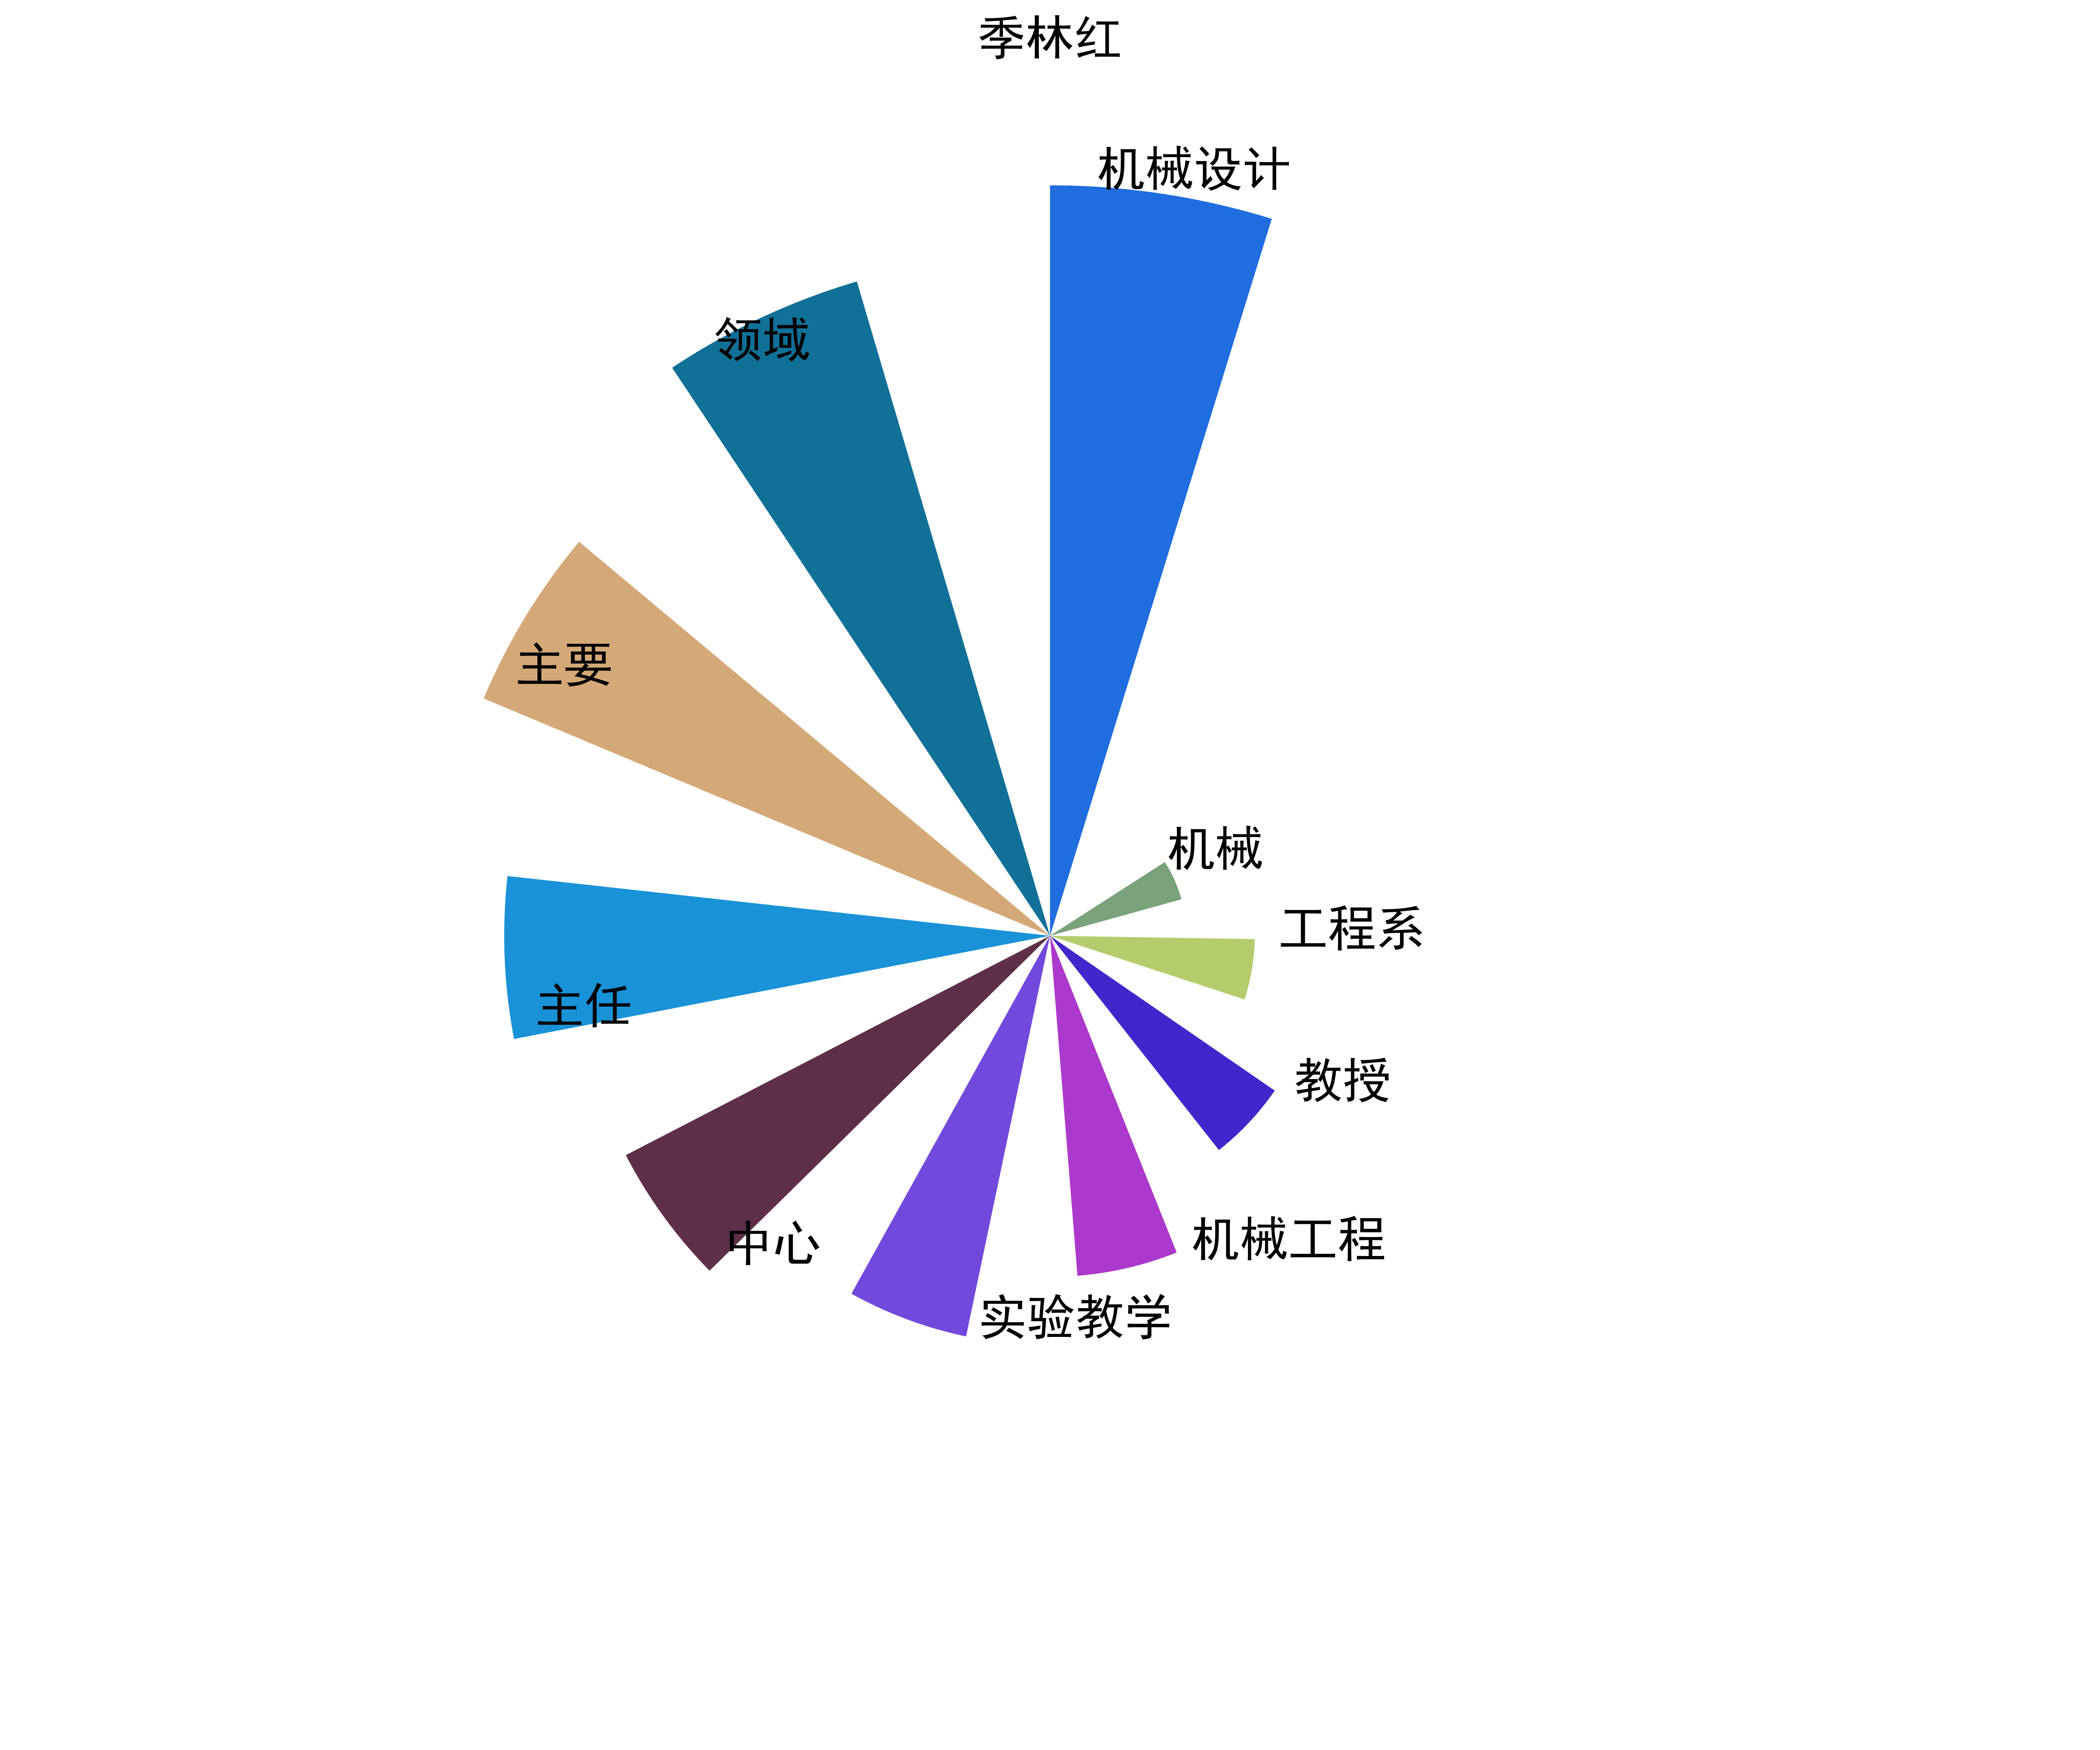 季林红
机械设计
领域
主要
机械
工程系
主任
教授
中心
机械工程
实验教学